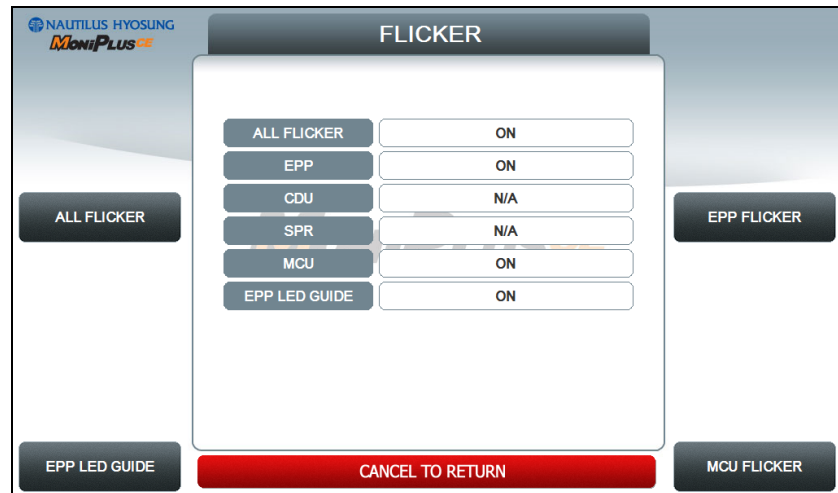 NAUTILUS HYOSUNG
MoniPlusCE
FLICKER
ALL FLICKER ON
EPP ON
CDU N/A
SPR N/A
MCU ON
EPP LED GUIDE ON
ALL FLICKER
EPP FLICKER
EPP LED GUIDE
CANCEL TO RETURN
MCU FLICKER